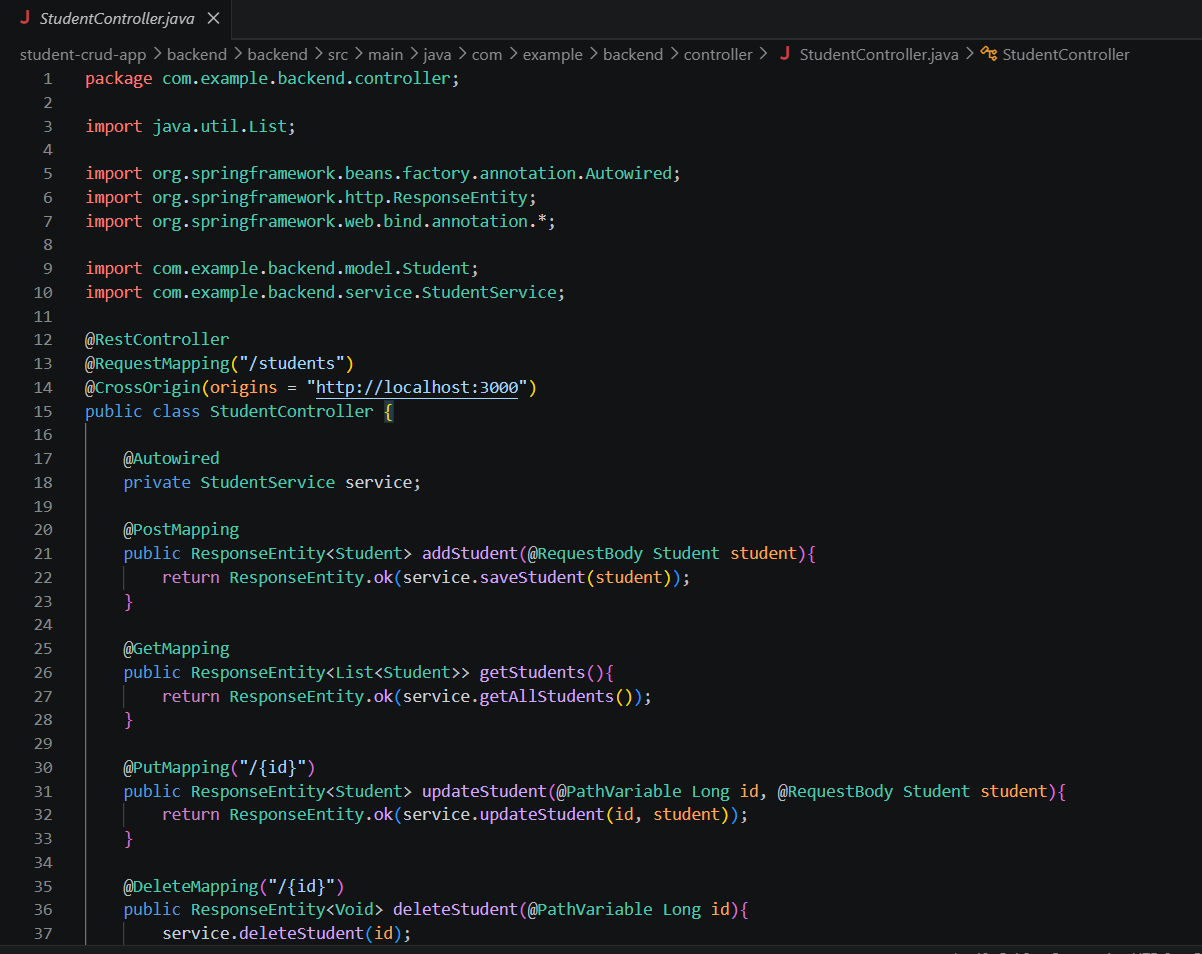 J StudentController.java ×
student-crud-app > backend > backend > src > main > java > com > example > backend > controller > J StudentController.java > StudentController
1 package com.example.backend.controller;
2
3 import java.util.List;
4
5 import org.springframework.beans.factory.annotation.Autowired;
6 import org.springframework.http.ResponseEntity;
7 import org.springframework.web.bind.annotation.*;
8
9 import com.example.backend.model.Student;
10 import com.example.backend.service.StudentService;
11
12 @RestController
13 @RequestMapping("/students")
14 @CrossOrigin(origins = "http://localhost:3000")
15 public class StudentController {
16
17     @Autowired
18     private StudentService service;
19
20     @PostMapping
21     public ResponseEntity<Student> addStudent(@RequestBody Student student){
22         return ResponseEntity.ok(service.saveStudent(student));
23     }
24
25     @GetMapping
26     public ResponseEntity<List<Student>> getStudents(){
27         return ResponseEntity.ok(service.getAllStudents());
28     }
29
30     @PutMapping("/{id}")
31     public ResponseEntity<Student> updateStudent(@PathVariable Long id, @RequestBody Student student){
32         return ResponseEntity.ok(service.updateStudent(id, student));
33     }
34
35     @DeleteMapping("/{id}")
36     public ResponseEntity<Void> deleteStudent(@PathVariable Long id){
37         service.deleteStudent(id);